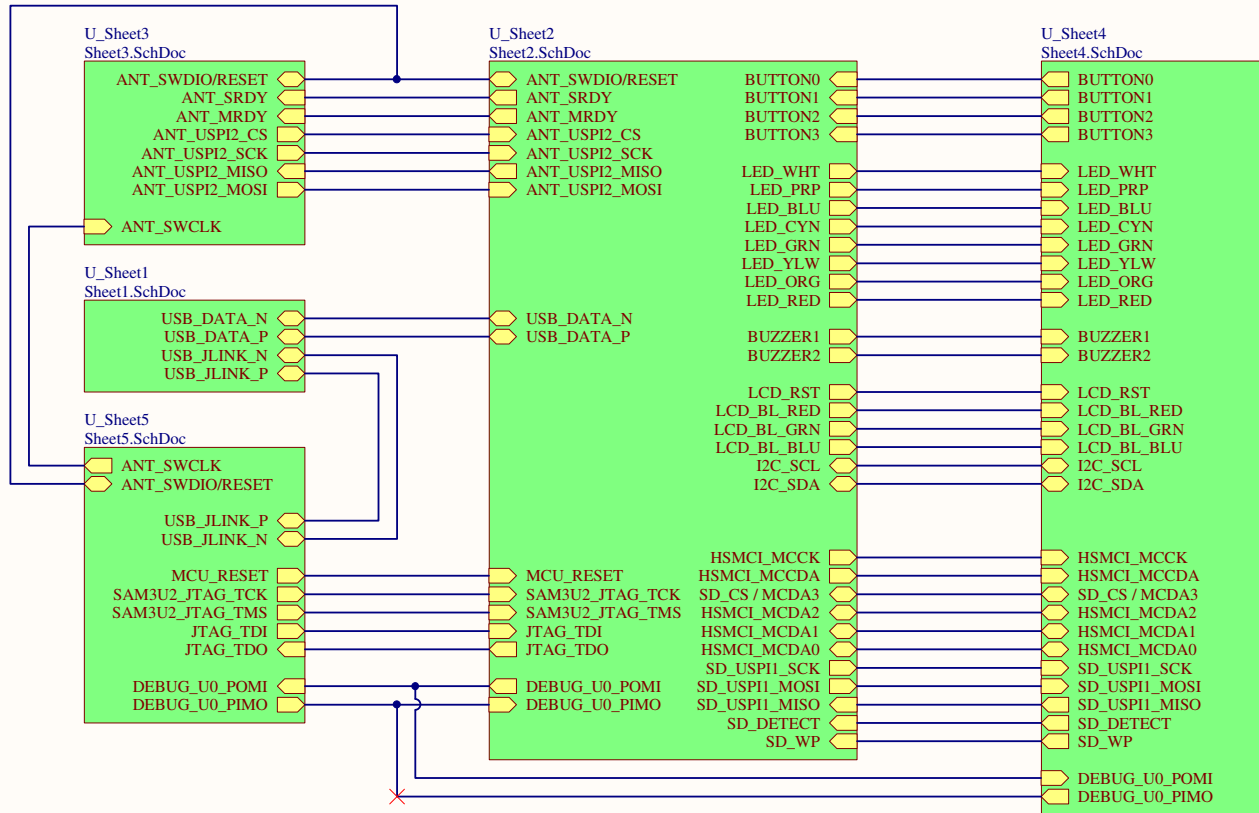 U_Sheet3
Sheet3.SchDoc
ANT_SWDIO/RESET
ANT_SRDY
ANT_MRDY
ANT_USPI2_CS
ANT_USPI2_SCK
ANT_USPI2_MISO
ANT_USPI2_MOSI
ANT_SWCLK
U_Sheet1
Sheet1.SchDoc
USB_DATA_N
USB_DATA_P
USB_JLINK_N
USB_JLINK_P
U_Sheet5
Sheet5.SchDoc
ANT_SWCLK
ANT_SWDIO/RESET
USB_JLINK_P
USB_JLINK_N
MCU_RESET
SAM3U2_JTAG_TCK
SAM3U2_JTAG_TMS
JTAG_TDI
JTAG_TDO
DEBUG_U0_POMI
DEBUG_U0_PIMO
U_Sheet2
Sheet2.SchDoc
ANT_SWDIO/RESET
ANT_SRDY
ANT_MRDY
ANT_USPI2_CS
ANT_USPI2_SCK
ANT_USPI2_MISO
ANT_USPI2_MOSI
USB_DATA_N
USB_DATA_P
MCU_RESET
SAM3U2_JTAG_TCK
SAM3U2_JTAG_TMS
JTAG_TDI
JTAG_TDO
DEBUG_U0_POMI
DEBUG_U0_PIMO
BUTTON0
BUTTON1
BUTTON2
BUTTON3
LED_WHT
LED_PRP
LED_BLU
LED_CYN
LED_GRN
LED_YLW
LED_ORG
LED_RED
BUZZER1
BUZZER2
LCD_RST
LCD_BL_RED
LCD_BL_GRN
LCD_BL_BLU
I2C_SCL
I2C_SDA
HSMCI_MCCK
HSMCI_MCCDA
SD_CS / MCDA3
HSMCI_MCDA2
HSMCI_MCDA1
HSMCI_MCDA0
SD_USPI1_SCK
SD_USPI1_MOSI
SD_USPI1_MISO
SD_DETECT
SD_WP
U_Sheet4
Sheet4.SchDoc
BUTTON0
BUTTON1
BUTTON2
BUTTON3
LED_WHT
LED_PRP
LED_BLU
LED_CYN
LED_GRN
LED_YLW
LED_ORG
LED_RED
BUZZER1
BUZZER2
LCD_RST
LCD_BL_RED
LCD_BL_GRN
LCD_BL_BLU
I2C_SCL
I2C_SDA
HSMCI_MCCK
HSMCI_MCCDA
SD_CS / MCDA3
HSMCI_MCDA2
HSMCI_MCDA1
HSMCI_MCDA0
SD_USPI1_SCK
SD_USPI1_MOSI
SD_USPI1_MISO
SD_DETECT
SD_WP
DEBUG_U0_POMI
DEBUG_U0_PIMO